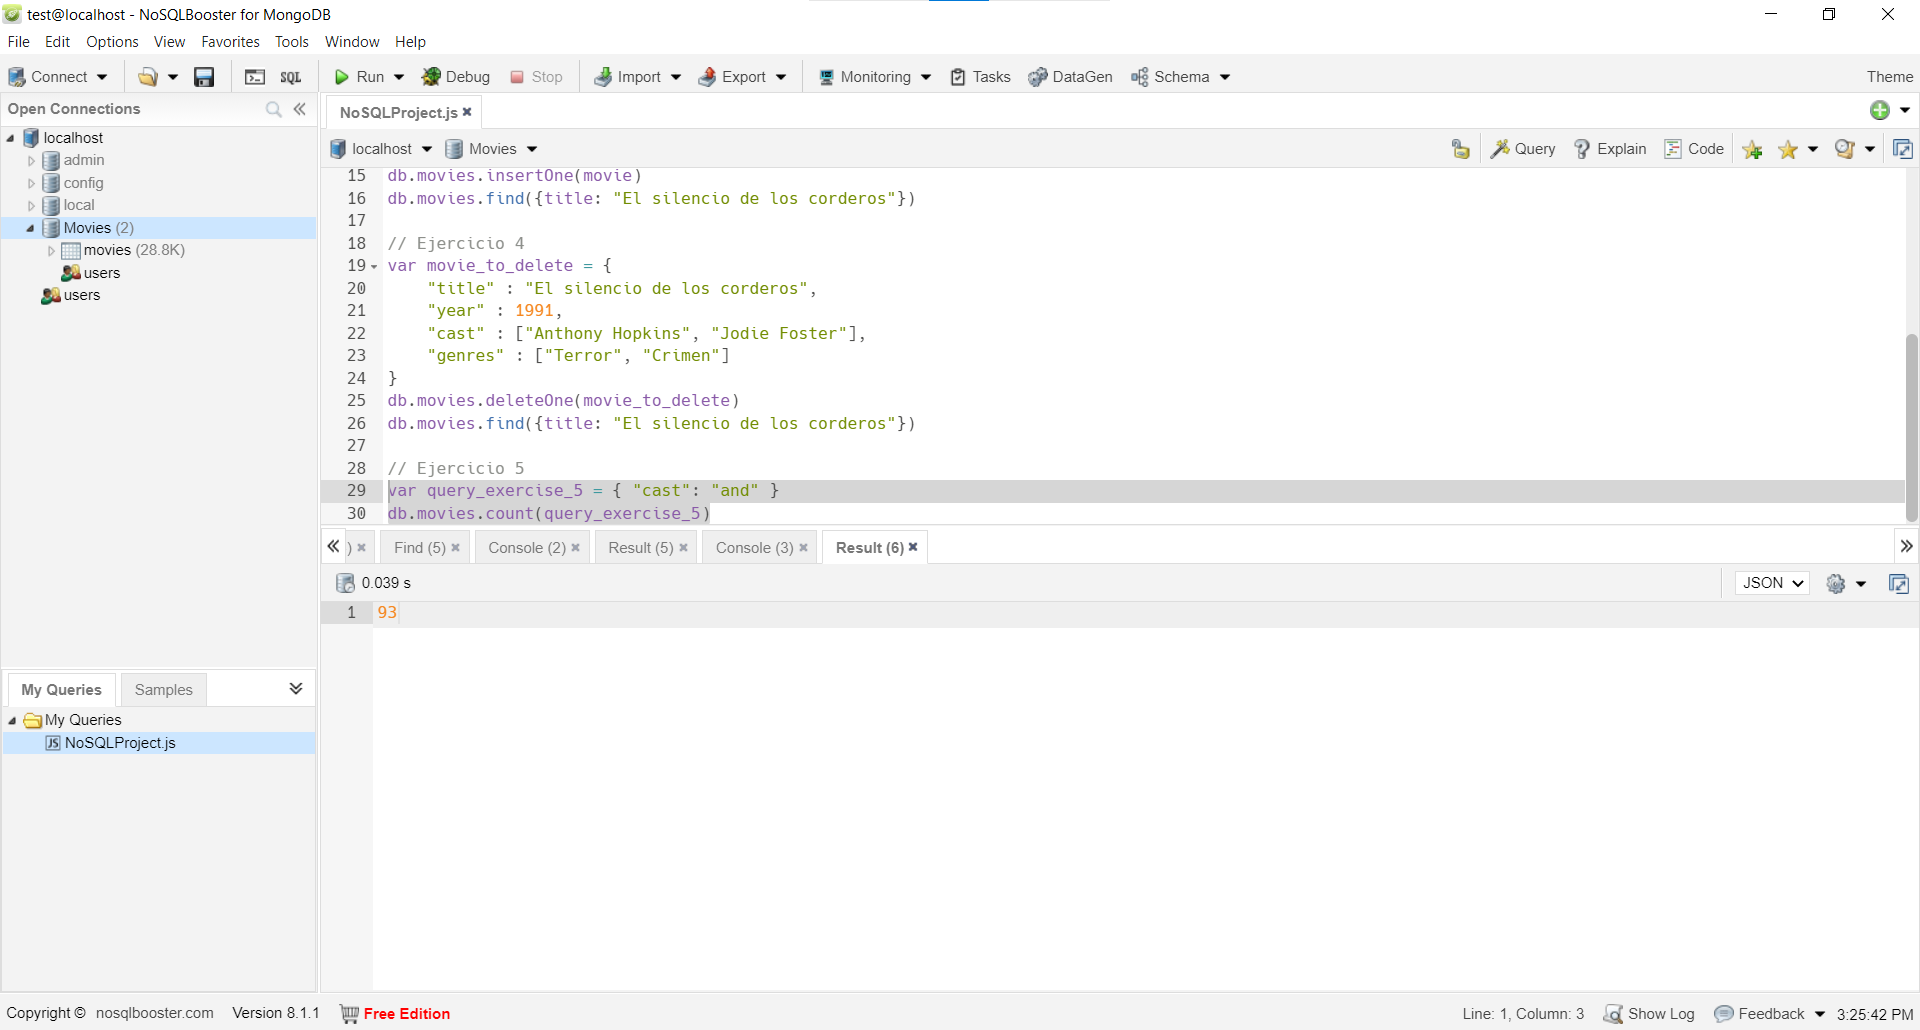 test@localhost - NoSQLBooster for MongoDB
File Edit Options View Favorites Tools Window Help
Connect SQL Run Debug Stop Import Export Monitoring Tasks DataGen Schema Theme
Open Connections
localhost
admin
config
local
Movies (2)
movies (28.8K)
users
users
NoSQLProject.js
localhost Movies Query Explain Code
15 db.movies.insertOne(movie)
16 db.movies.find({title: "El silencio de los corderos"})
17
18 // Ejercicio 4
19 var movie_to_delete = {
20 "title" : "El silencio de los corderos",
21 "year" : 1991,
22 "cast" : ["Anthony Hopkins", "Jodie Foster"],
23 "genres" : ["Terror", "Crimen"]
24 }
25 db.movies.deleteOne(movie_to_delete)
26 db.movies.find({title: "El silencio de los corderos"})
27
28 // Ejercicio 5
29 var query_exercise_5 = { "cast": "and" }
30 db.movies.count(query_exercise_5)
) Find (5) Console (2) Result (5) Console (3) Result (6)
0.039 s JSON
1 93
My Queries Samples
My Queries
JS NoSQLProject.js
Copyright © nosqlbooster.com Version 8.1.1 Free Edition Line: 1, Column: 3 Show Log Feedback 3:25:42 PM